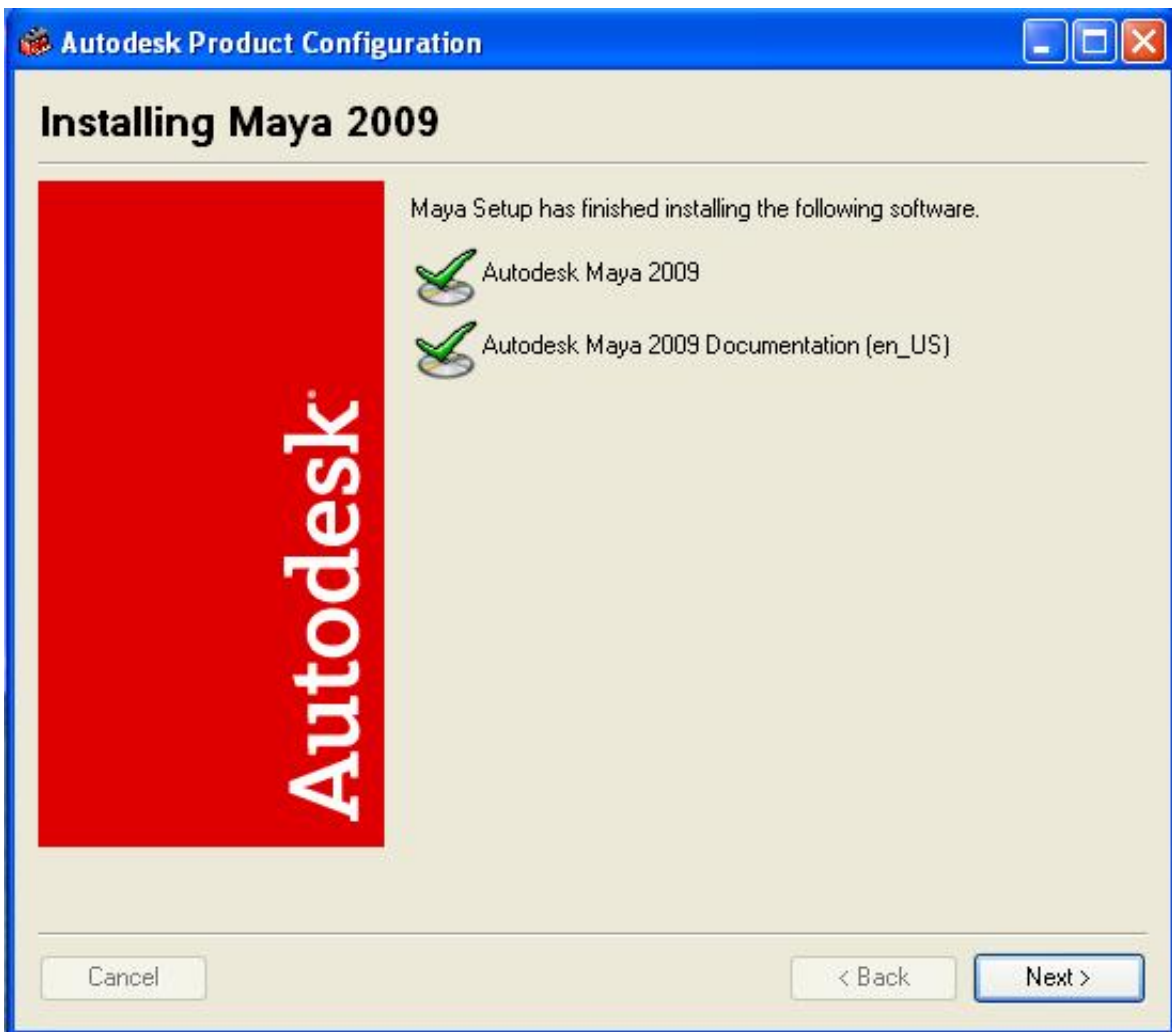 Autodesk Product Configuration
Installing Maya 2009
Maya Setup has finished installing the following software.
Autodesk Maya 2009
Autodesk Maya 2009 Documentation (en_US)
Autodesk
Cancel
< Back
Next >